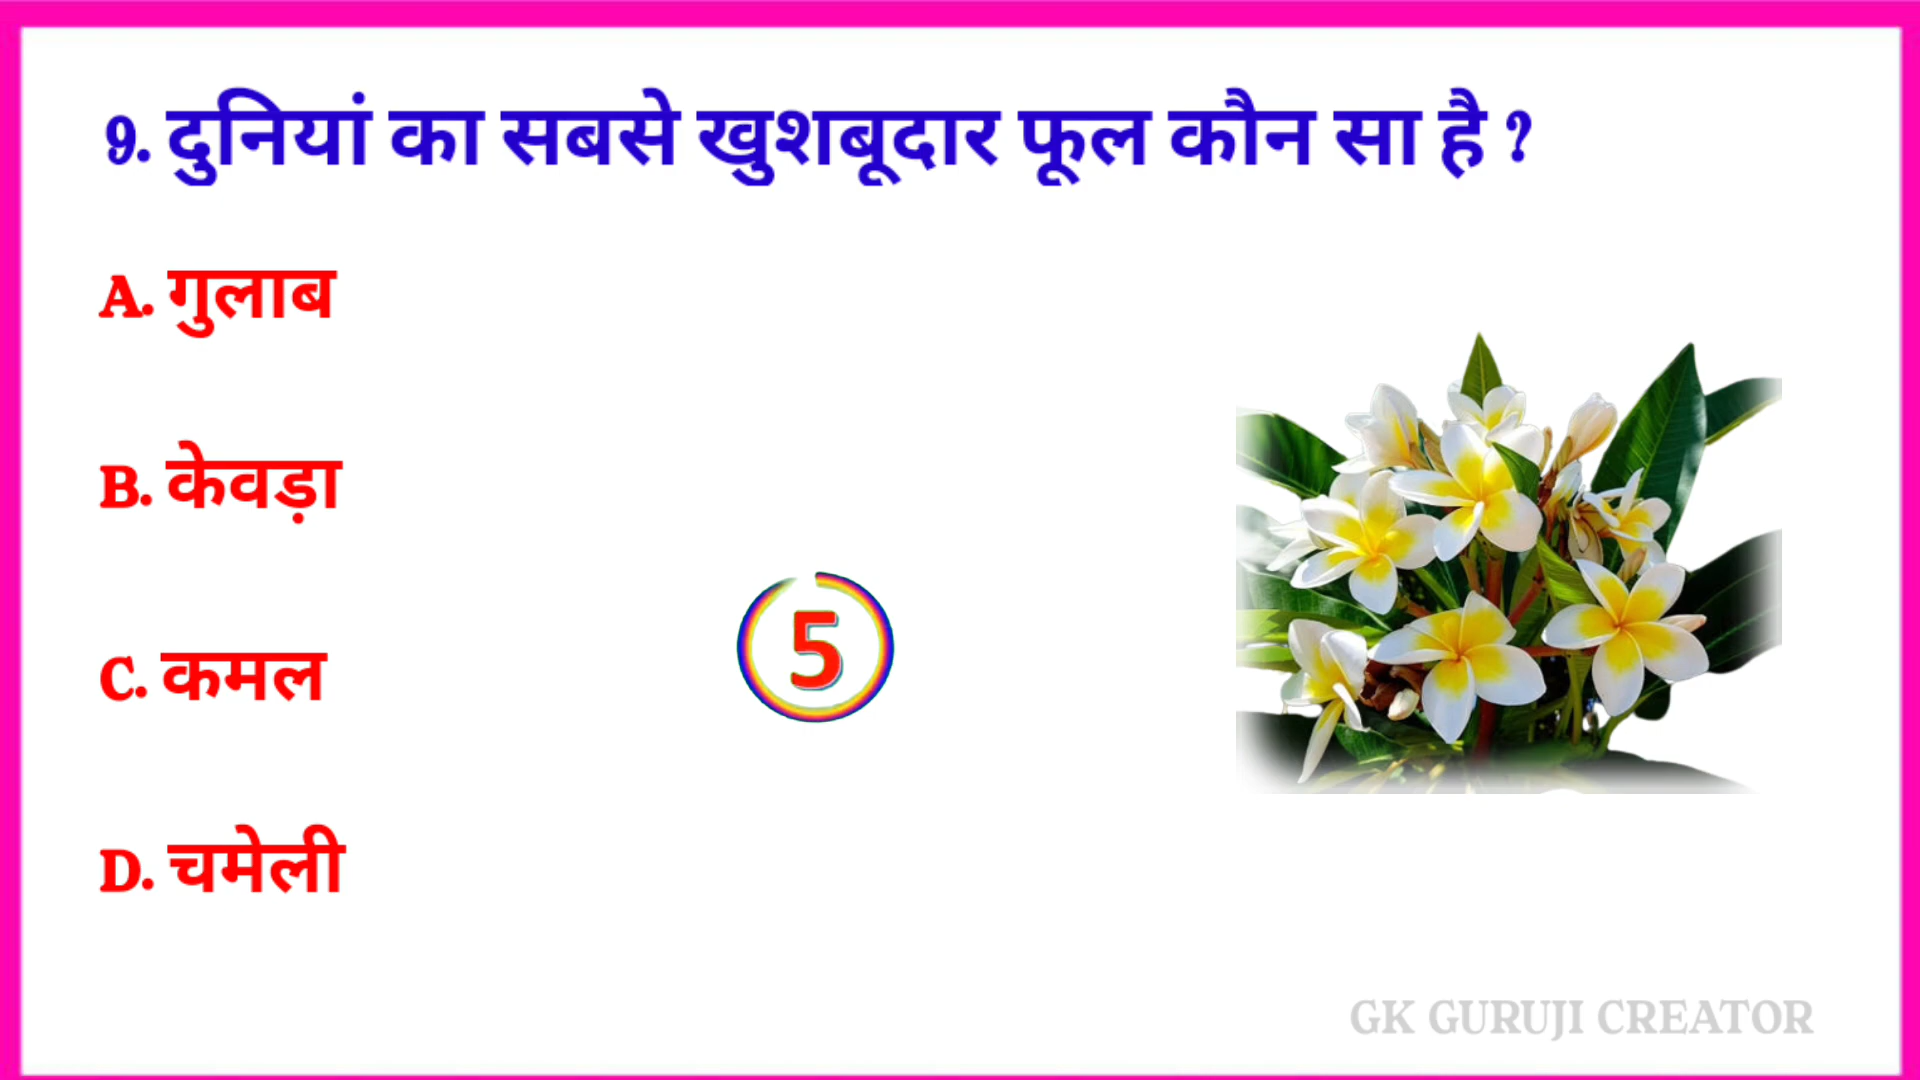 9. दुनियां का सबसे खुशबूदार फूल कौन सा है ?
A. गुलाब
B. केवड़ा
C. कमल
5
D. चमेली
GK GURUJI CREATOR